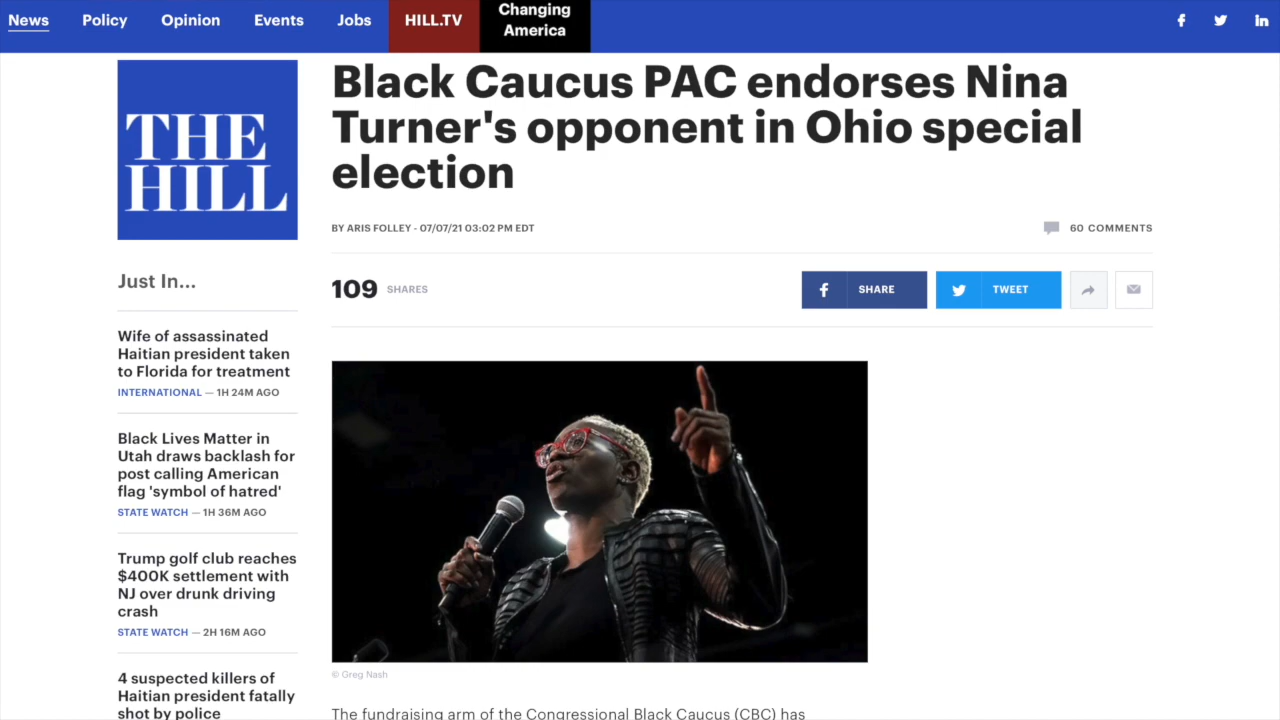 News
Policy
Opinion
Events
Jobs
HILL.TV
Changing
America
THE
HILL
Black Caucus PAC endorses Nina
Turner's opponent in Ohio special
election
BY ARIS FOLLEY - 07/07/21 03:02 PM EDT
60 COMMENTS
109 SHARES
SHARE
TWEET
Just In...
Wife of assassinated
Haitian president taken
to Florida for treatment
INTERNATIONAL — 1H 24M AGO
Black Lives Matter in
Utah draws backlash for
post calling American
flag 'symbol of hatred'
STATE WATCH — 1H 36M AGO
Trump golf club reaches
$400K settlement with
NJ over drunk driving
crash
STATE WATCH — 2H 16M AGO
4 suspected killers of
Haitian president fatally
shot by police
© Greg Nash
The fundraising arm of the Congressional Black Caucus (CBC) has